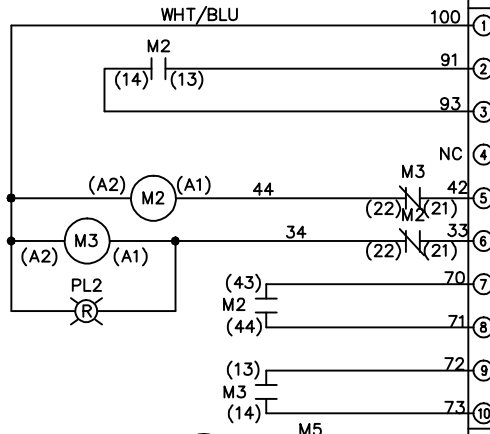 WHT/BLU 100 1
M2 91 2
(14) (13)
93 3
NC 4
M3
(A2) M2 (A1) 44 42 5
(22) (21)
M2
(A2) M3 (A1) 34 33 6
(22) (21)
PL2
R
(43) 70 7
M2
(44) 71 8
(13) 72 9
M3
(14) 73 10
M5